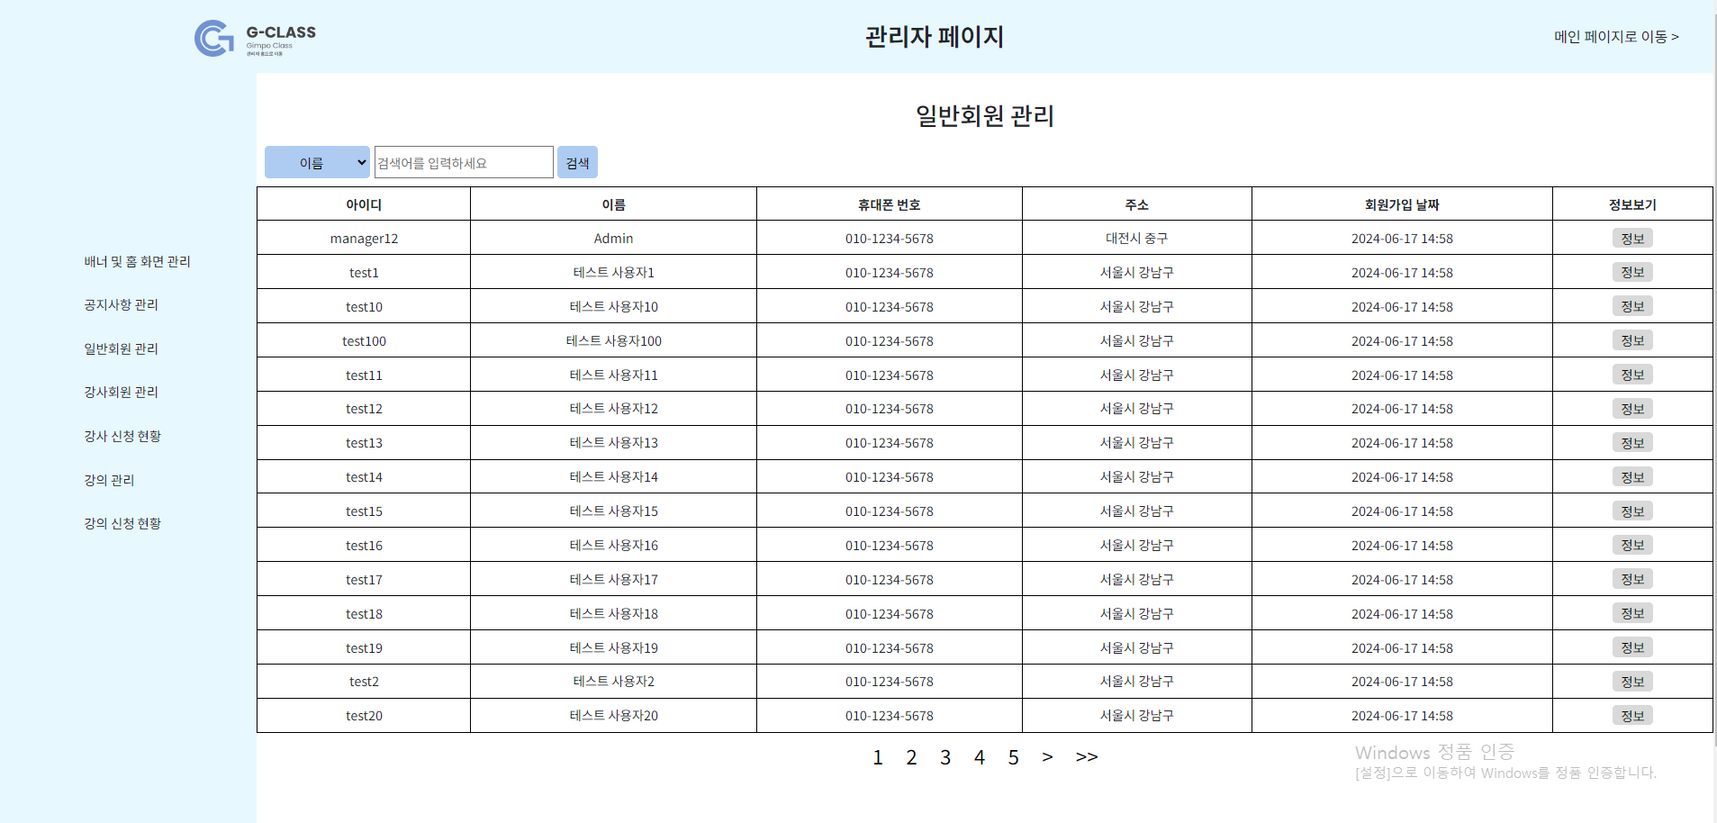 G-CLASS
Gimpo Class
관리자 홈으로 이동
관리자 페이지
메인 페이지로 이동 >
배너 및 홈 화면 관리
공지사항 관리
일반회원 관리
강사회원 관리
강사 신청 현황
강의 관리
강의 신청 현황
일반회원 관리
이름 검색어를 입력하세요 검색
아이디 이름 휴대폰 번호 주소 회원가입 날짜 정보보기
manager12 Admin 010-1234-5678 대전시 중구 2024-06-17 14:58 정보
test1 테스트 사용자1 010-1234-5678 서울시 강남구 2024-06-17 14:58 정보
test10 테스트 사용자10 010-1234-5678 서울시 강남구 2024-06-17 14:58 정보
test100 테스트 사용자100 010-1234-5678 서울시 강남구 2024-06-17 14:58 정보
test11 테스트 사용자11 010-1234-5678 서울시 강남구 2024-06-17 14:58 정보
test12 테스트 사용자12 010-1234-5678 서울시 강남구 2024-06-17 14:58 정보
test13 테스트 사용자13 010-1234-5678 서울시 강남구 2024-06-17 14:58 정보
test14 테스트 사용자14 010-1234-5678 서울시 강남구 2024-06-17 14:58 정보
test15 테스트 사용자15 010-1234-5678 서울시 강남구 2024-06-17 14:58 정보
test16 테스트 사용자16 010-1234-5678 서울시 강남구 2024-06-17 14:58 정보
test17 테스트 사용자17 010-1234-5678 서울시 강남구 2024-06-17 14:58 정보
test18 테스트 사용자18 010-1234-5678 서울시 강남구 2024-06-17 14:58 정보
test19 테스트 사용자19 010-1234-5678 서울시 강남구 2024-06-17 14:58 정보
test2 테스트 사용자2 010-1234-5678 서울시 강남구 2024-06-17 14:58 정보
test20 테스트 사용자20 010-1234-5678 서울시 강남구 2024-06-17 14:58 정보
1 2 3 4 5 > >>
Windows 정품 인증
[설정]으로 이동하여 Windows를 정품 인증합니다.